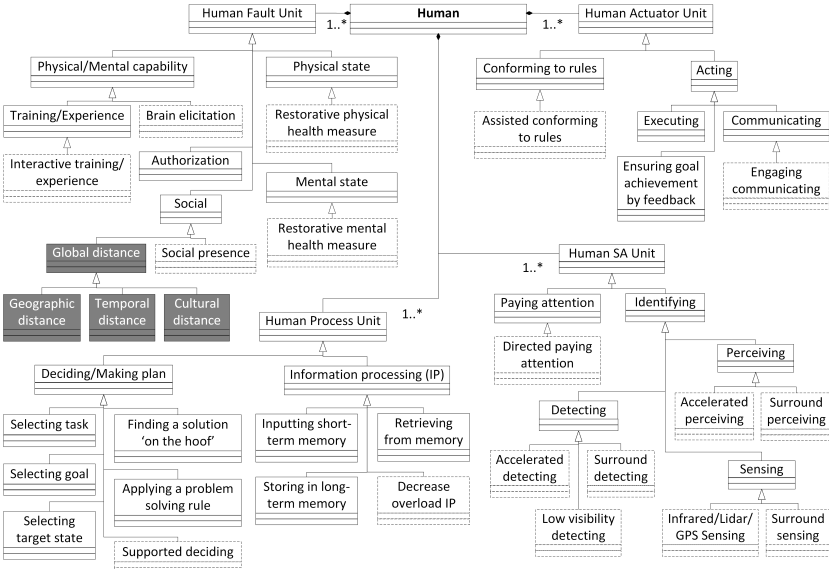 Human Fault Unit
Human
Human Actuator Unit
1..*
1..*
Physical/Mental capability
Physical state
Conforming to rules
Acting
Training/Experience
Brain elicitation
Restorative physical
health measure
Assisted conforming
to rules
Executing
Communicating
Interactive training/
experience
Authorization
Mental state
Ensuring goal
achievement
by feedback
Engaging
communicating
Social
Restorative mental
health measure
Global distance
Social presence
Human SA Unit
1..*
Geographic
distance
Temporal
distance
Cultural
distance
Human Process Unit
1..*
Paying attention
Identifying
Directed paying
attention
Perceiving
Deciding/Making plan
Information processing (IP)
Accelerated
perceiving
Surround
perceiving
Selecting task
Finding a solution
‘on the hoof’
Inputting short-
term memory
Retrieving
from memory
Detecting
Accelerated
detecting
Surround
detecting
Selecting goal
Applying a problem
solving rule
Storing in long-
term memory
Decrease
overload IP
Sensing
Selecting
target state
Low visibility
detecting
Infrared/Lidar/
GPS Sensing
Surround
sensing
Supported deciding